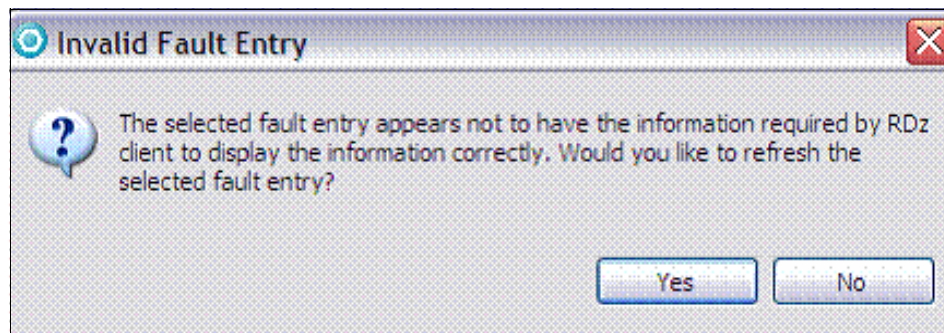 Invalid Fault Entry
The selected fault entry appears not to have the information required by RDz
client to display the information correctly. Would you like to refresh the
selected fault entry?
Yes No